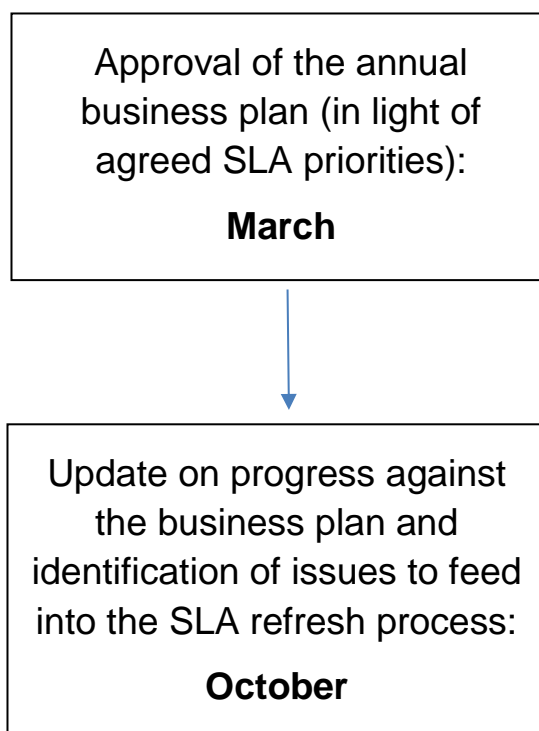 Approval of the annual
business plan (in light of
agreed SLA priorities):
March
Update on progress against
the business plan and
identification of issues to feed
into the SLA refresh process:
October